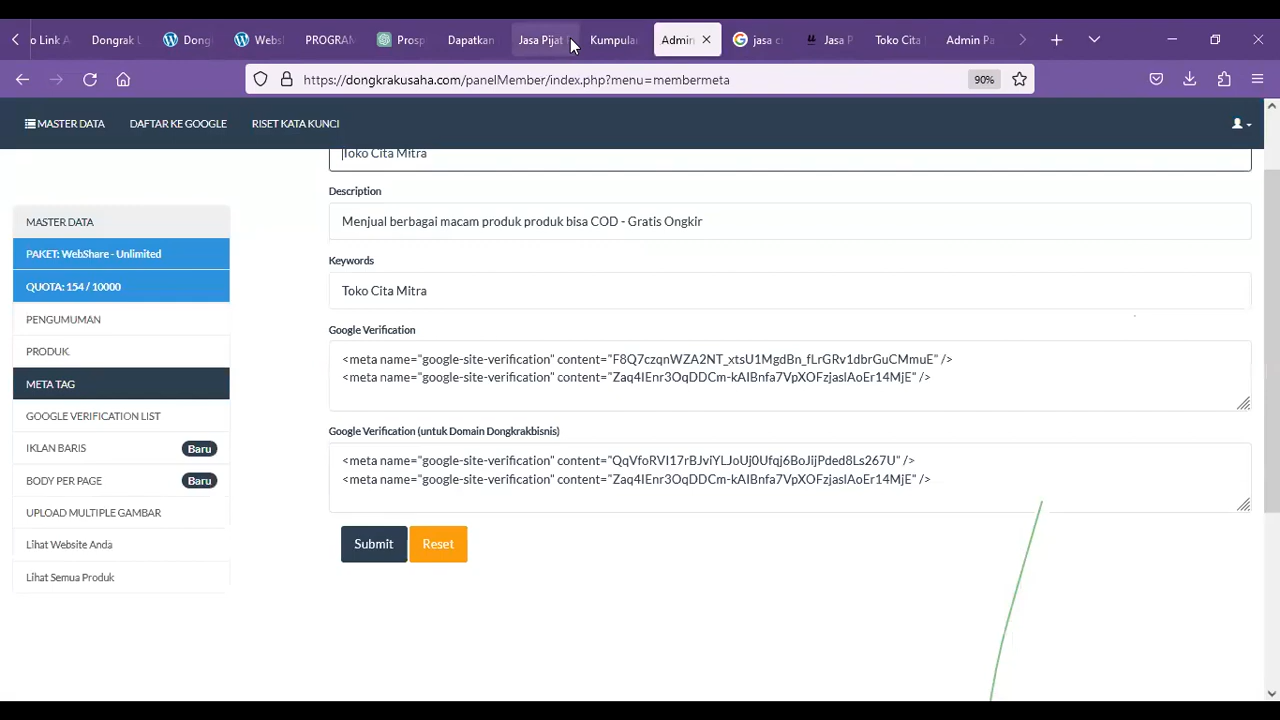 o Link A
Dongrak U
Dong
Webs
PROGRAM
Prosp
Dapatkan
Jasa Pijat
Kumpulan
Admin
jasa c
Jasa P
Toko Cita
Admin Pa
https://dongkrakusaha.com/panelMember/index.php?menu=membermeta
90%
MASTER DATA
DAFTAR KE GOOGLE
RISET KATA KUNCI
Toko Cita Mitra
Description
Menjual berbagai macam produk produk bisa COD - Gratis Ongkir
Keywords
Toko Cita Mitra
Google Verification
<meta name="google-site-verification" content="F8Q7czqnWZA2NT_xtsU1MgdBn_fLrGRv1dbrGuCMmuE" />
<meta name="google-site-verification" content="Zaq4IEnr3OqDDCm-kAIBnfa7VpXOFzjaslAoEr14MjE" />
Google Verification (untuk Domain Dongkrakbisnis)
<meta name="google-site-verification" content="QqVfoRVI17rBJviYLJoUj0Ufqj6BoJijPded8Ls267U" />
<meta name="google-site-verification" content="Zaq4IEnr3OqDDCm-kAIBnfa7VpXOFzjaslAoEr14MjE" />
Submit
Reset
MASTER DATA
PAKET: WebShare - Unlimited
QUOTA: 154 / 10000
PENGUMUMAN
PRODUK
META TAG
GOOGLE VERIFICATION LIST
IKLAN BARIS
Baru
BODY PER PAGE
Baru
UPLOAD MULTIPLE GAMBAR
Lihat Website Anda
Lihat Semua Produk